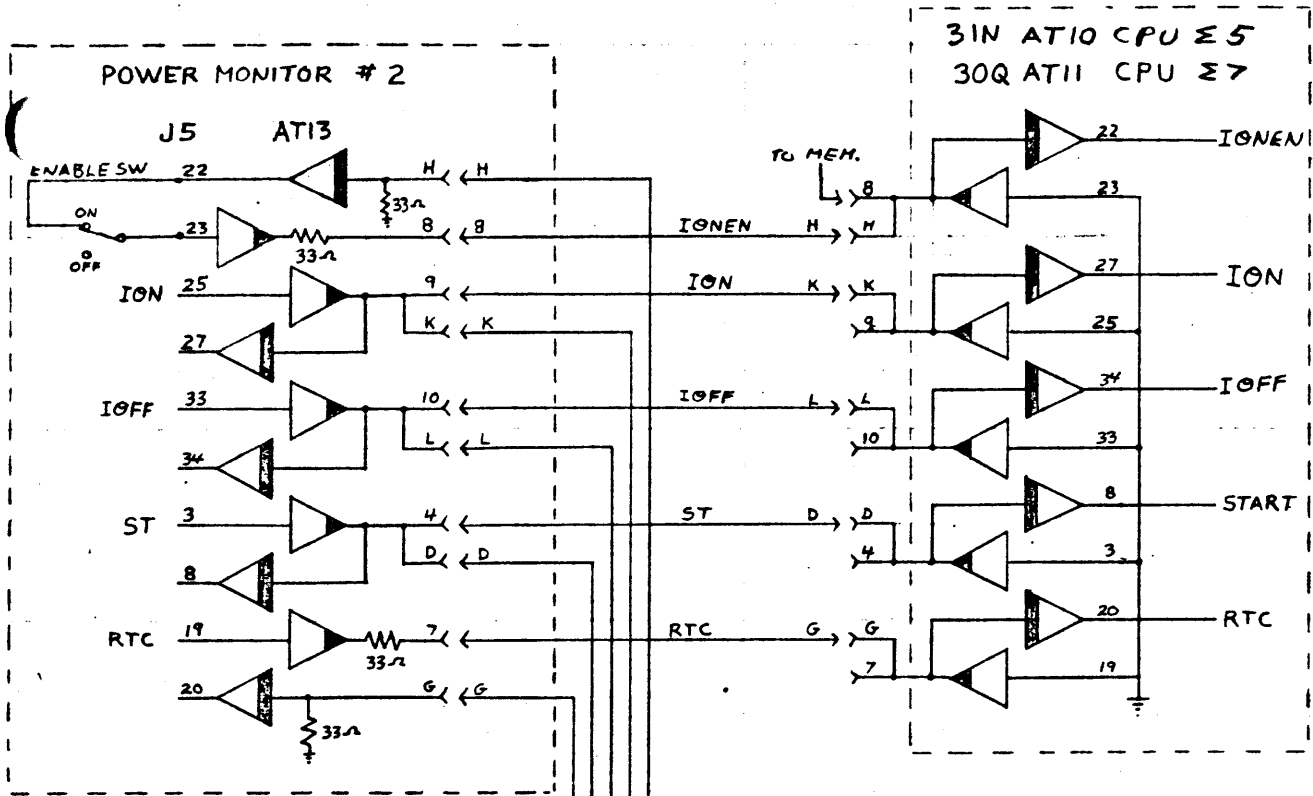 31N AT10 CPU Σ5
30Q AT11 CPU Σ7
POWER MONITOR #2
J5 AT13
22 IONEN
TO MEM.
ENABLE SW 22 H H
33Ω
8 23
ON
23 8 8 IONEN H H
33Ω
OFF
27 ION
ION 25 9 ION K K
27 K K 9 25
34 IOFF
IOFF 33 10 IOFF L L
34 L L 10 33
8 START
ST 3 4 ST D D
8 D D 4 3
20 RTC
RTC 19 7 RTC G G
33Ω
20 G G 7 19
33Ω